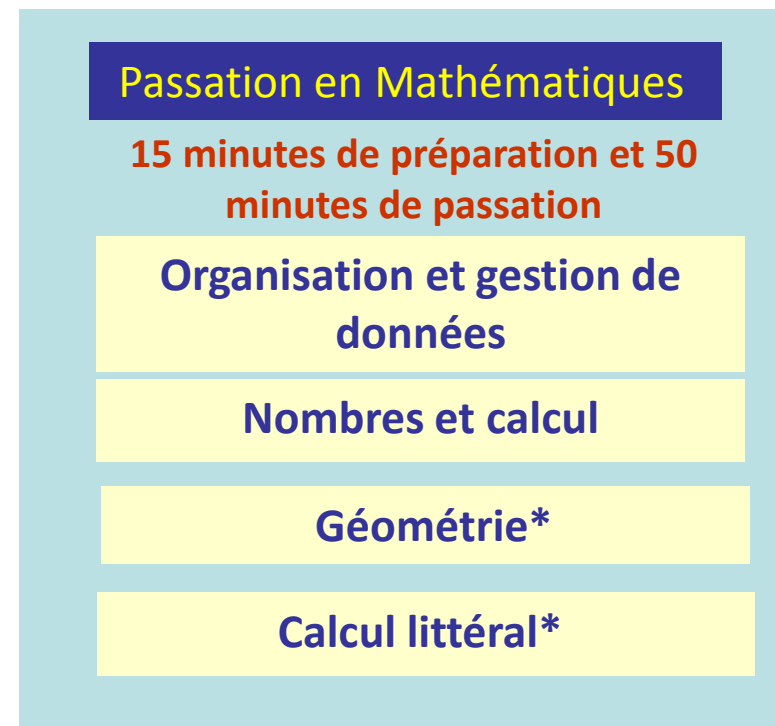 Passation en Mathématiques
15 minutes de préparation et 50
minutes de passation
Organisation et gestion de
données
Nombres et calcul
Géométrie*
Calcul littéral*